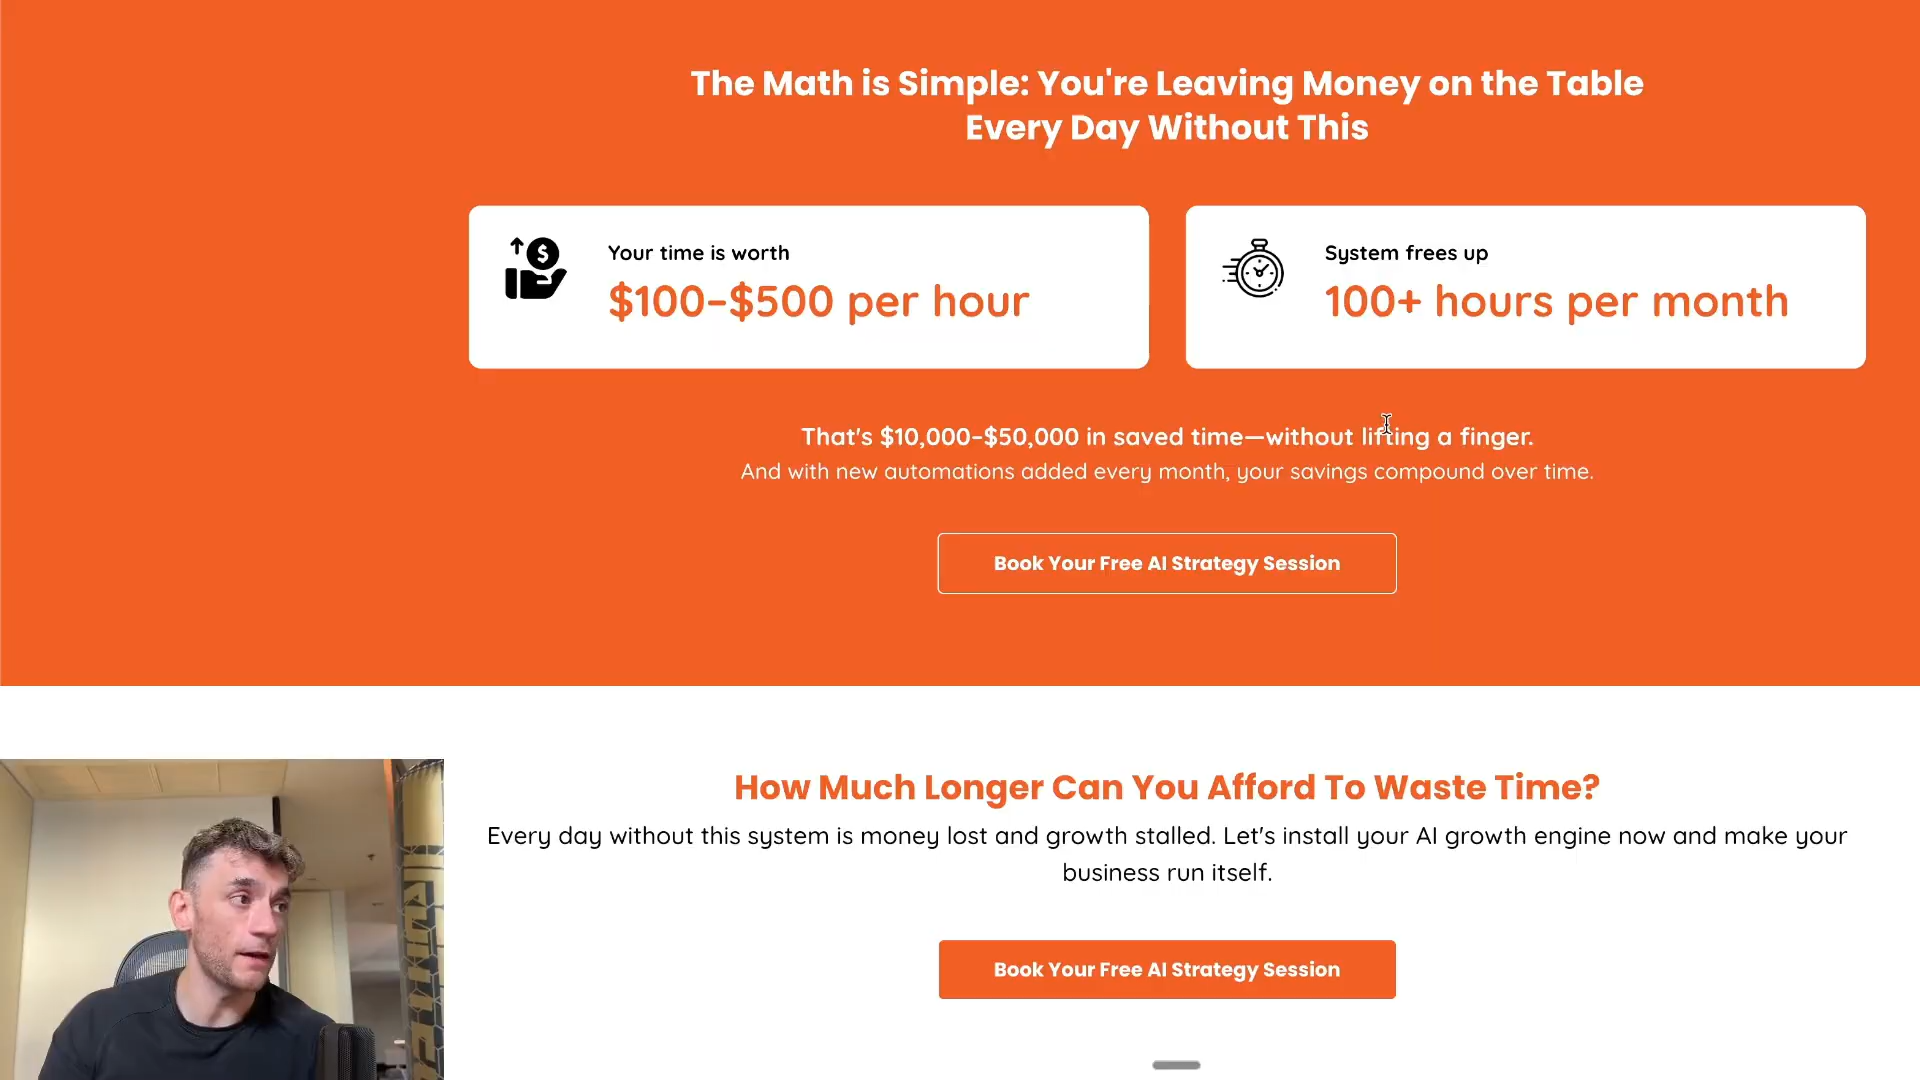 The Math is Simple: You're Leaving Money on the Table
Every Day Without This
Your time is worth
$100–$500 per hour
System frees up
100+ hours per month
That's $10,000–$50,000 in saved time—without lifting a finger.
And with new automations added every month, your savings compound over time.
Book Your Free AI Strategy Session
How Much Longer Can You Afford To Waste Time?
Every day without this system is money lost and growth stalled. Let's install your AI growth engine now and make your
business run itself.
Book Your Free AI Strategy Session